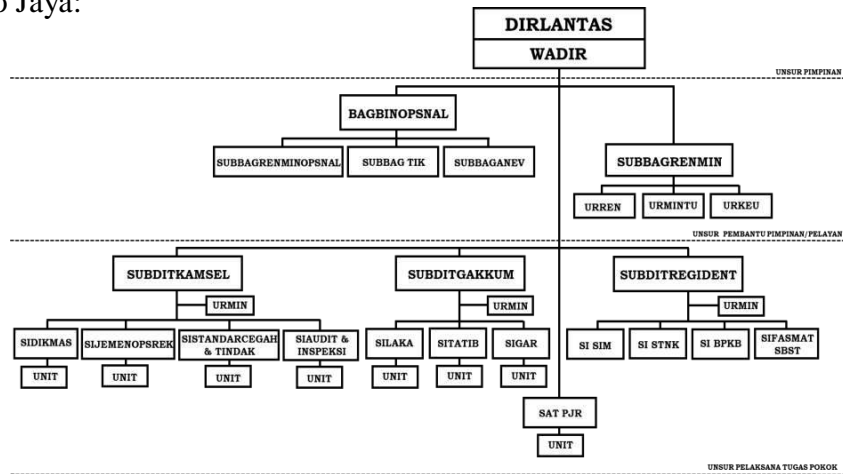 o Jaya:
DIRLANTAS
WADIR
UNSUR PIMPINAN
BAGBINOPSNAL
SUBBAGRENMINOPSNAL
SUBBAG TIK
SUBBAGANEV
SUBBAGRENMIN
URREN
URMINTU
URKEU
UNSUR PEMBANTU PIMPINAN/PELAYAN
SUBDITKAMSEL
SUBDITGAKKUM
SUBDITREGIDENT
URMIN
URMIN
URMIN
SIDIKMAS
SIJEMENOPSREK
SISTANDARCEGAH
& TINDAK
SIAUDIT &
INSPEKSI
SILAKA
SITATIB
SIGAR
SI SIM
SI STNK
SI BPKB
SIFASMAT
SBST
UNIT
UNIT
UNIT
UNIT
UNIT
UNIT
UNIT
SAT PJR
UNIT
UNSUR PELAKSANA TUGAS POKOK